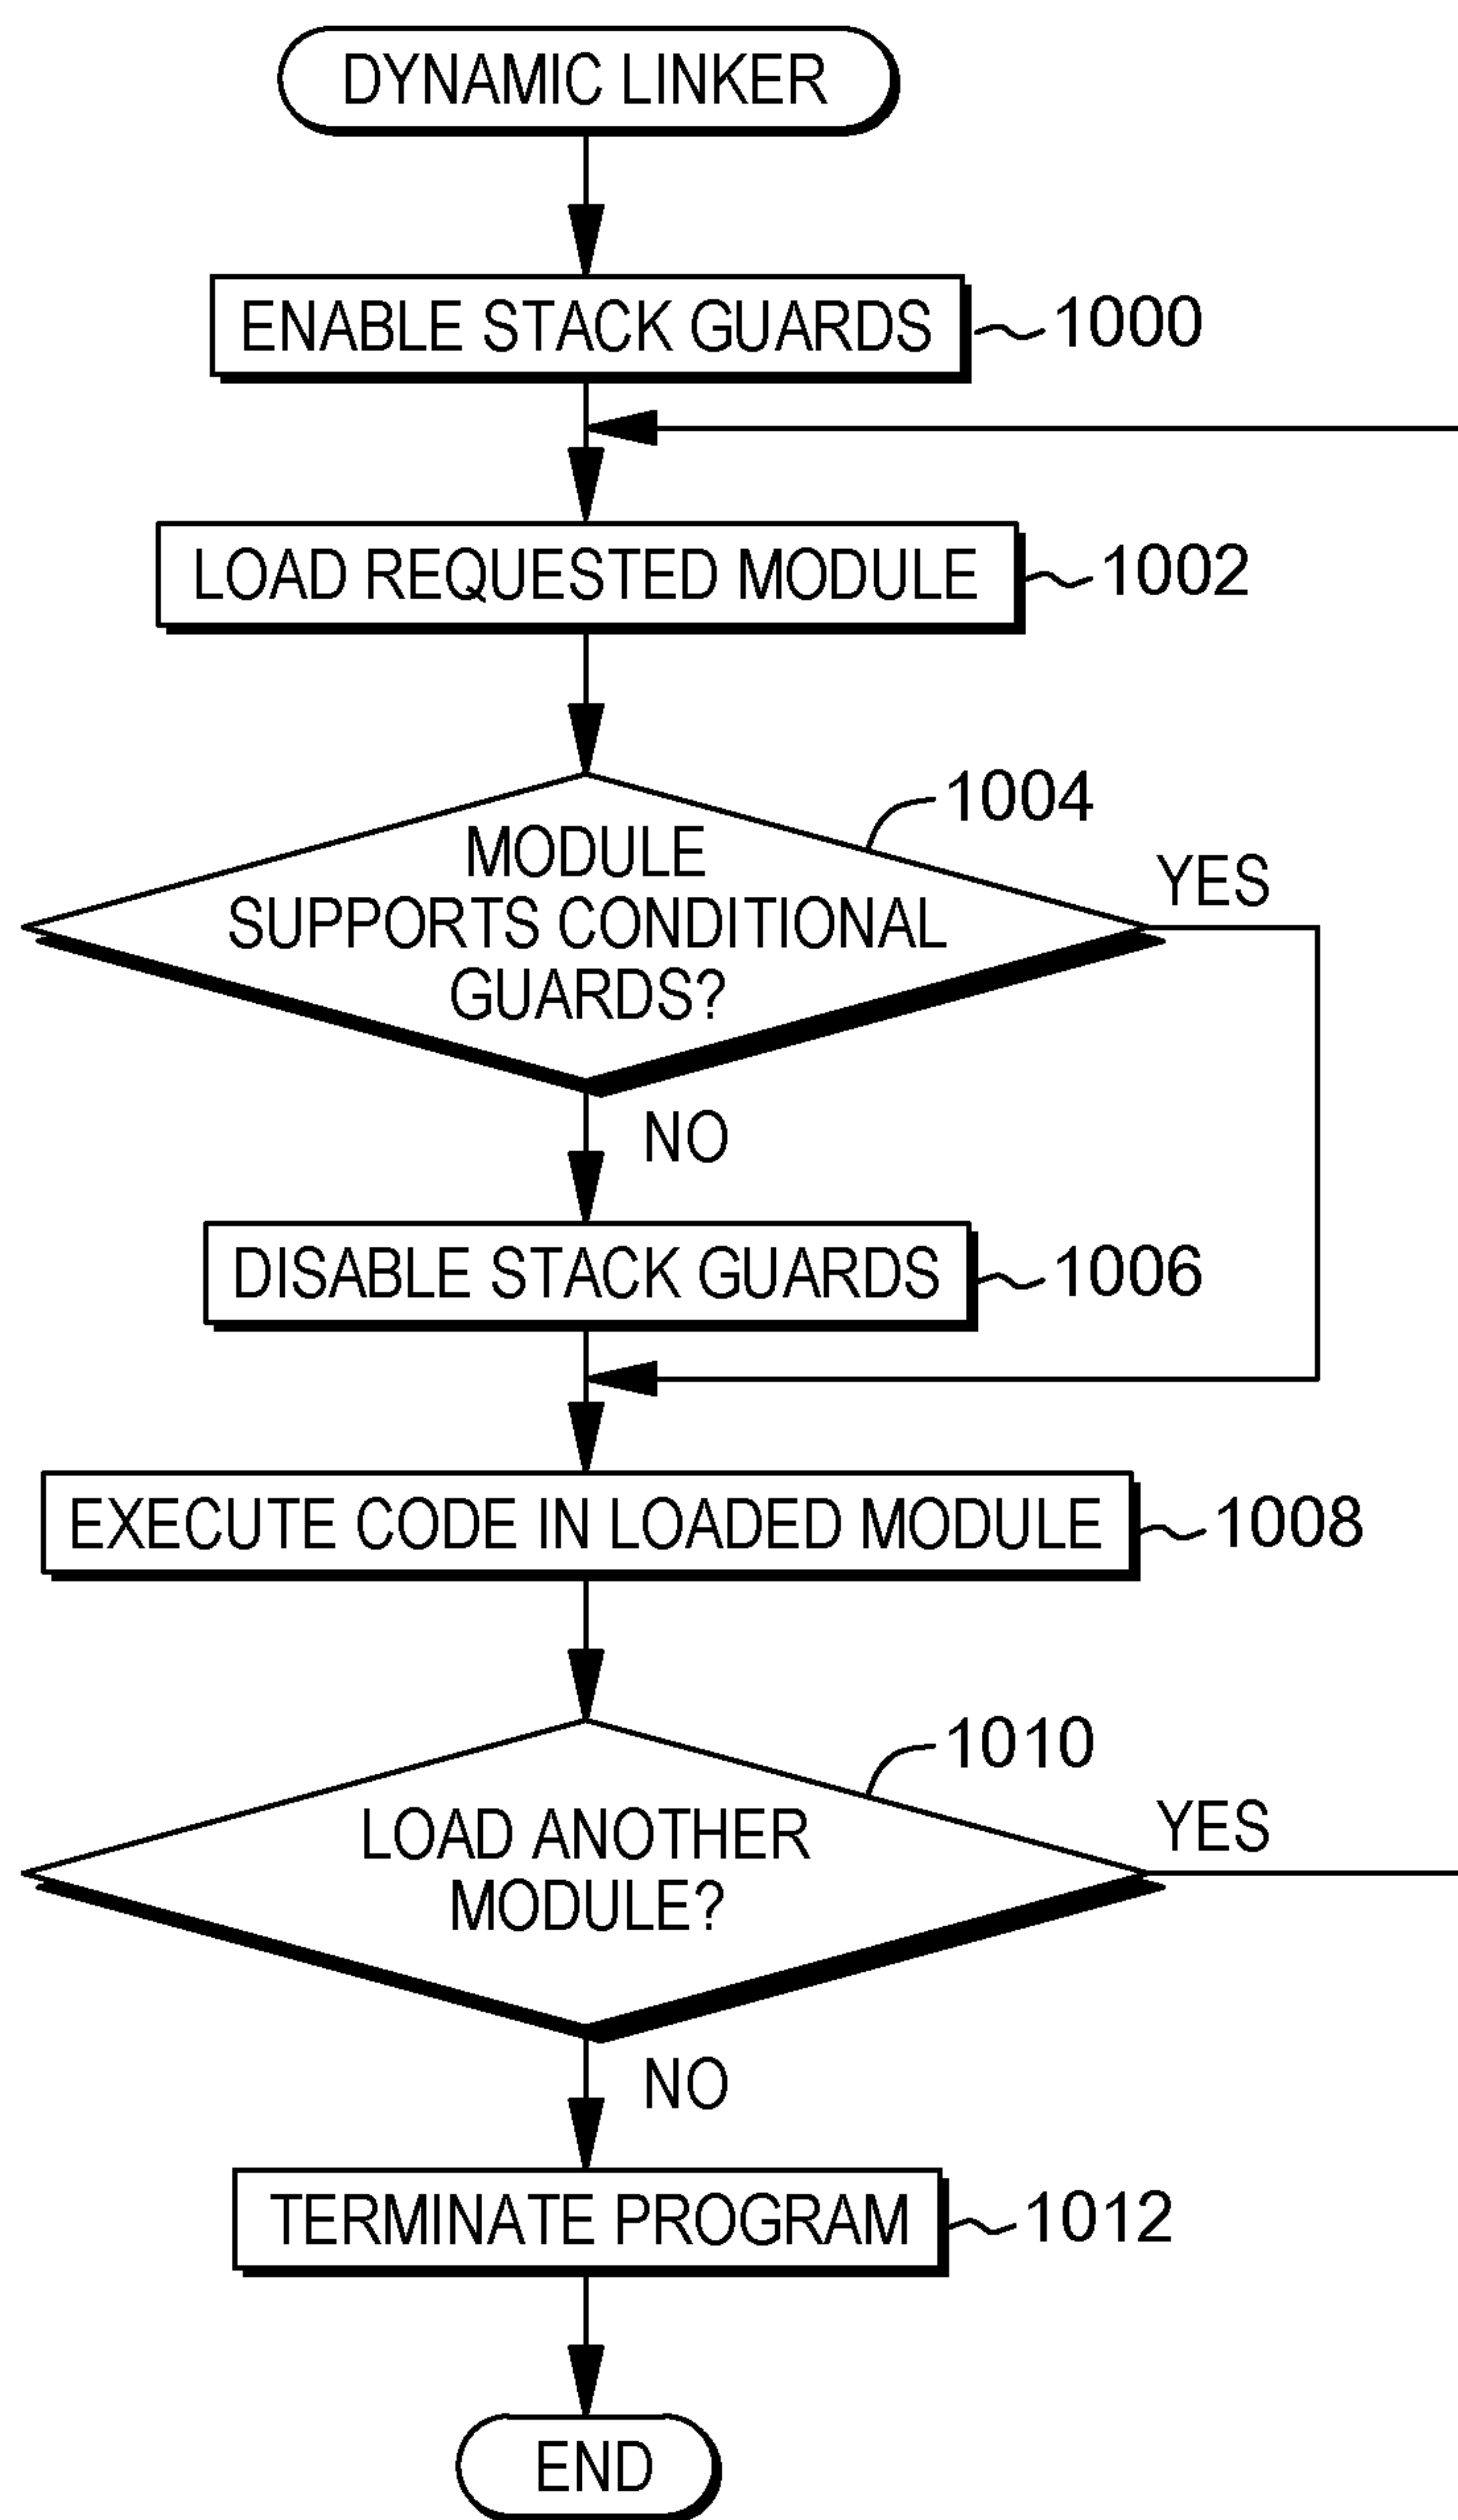 DYNAMIC LINKER
ENABLE STACK GUARDS
1000
LOAD REQUESTED MODULE
1002
1004
MODULE
SUPPORTS CONDITIONAL
GUARDS?
YES
NO
DISABLE STACK GUARDS
1006
EXECUTE CODE IN LOADED MODULE
1008
1010
LOAD ANOTHER
MODULE?
YES
NO
TERMINATE PROGRAM
1012
END